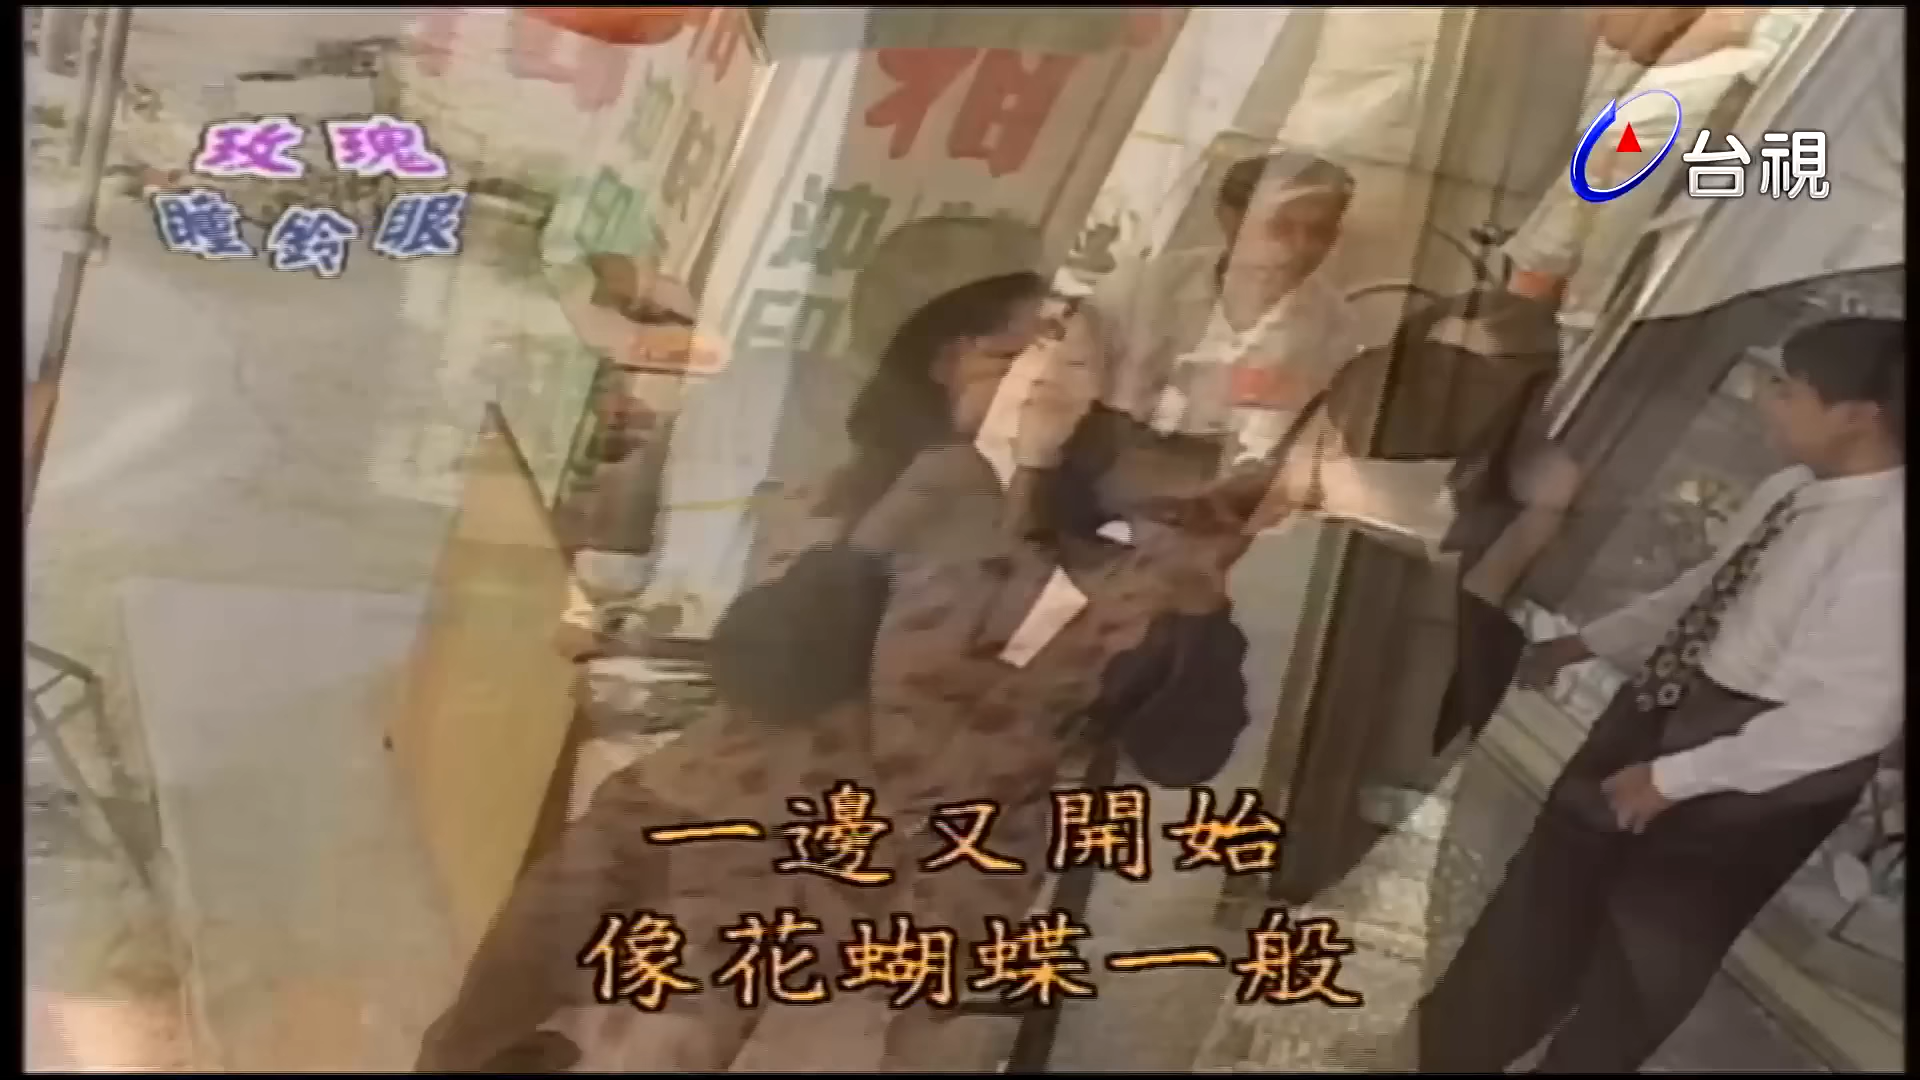 玫瑰
瞳鈴眼
台視
一邊又開始
像花蝴蝶一般